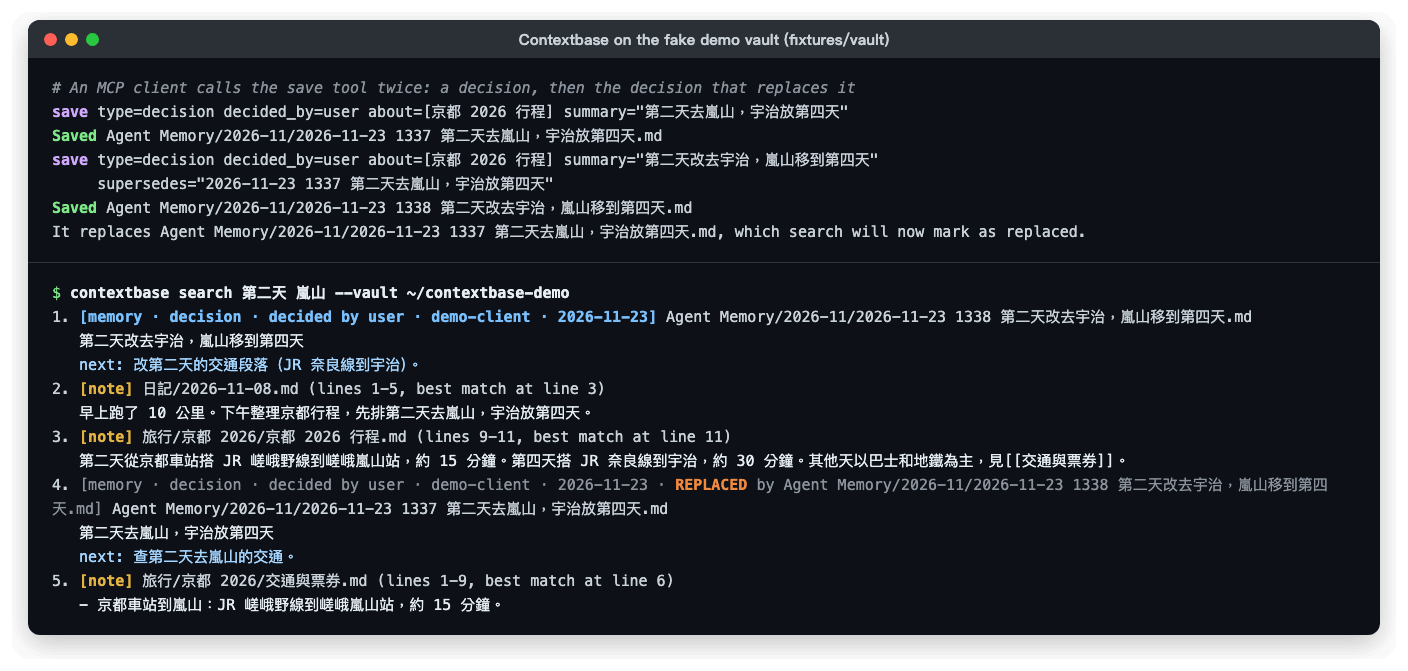 Contextbase on the fake demo vault (fixtures/vault)
# An MCP client calls the save tool twice: a decision, then the decision that replaces it
save type=decision decided_by=user about=[京都 2026 行程] summary="第二天去嵐山，宇治放第四天"
Saved Agent Memory/2026-11/2026-11-23 1337 第二天去嵐山，宇治放第四天.md
save type=decision decided_by=user about=[京都 2026 行程] summary="第二天改去宇治，嵐山移到第四天"
supersedes="2026-11-23 1337 第二天去嵐山，宇治放第四天"
Saved Agent Memory/2026-11/2026-11-23 1338 第二天改去宇治，嵐山移到第四天.md
It replaces Agent Memory/2026-11/2026-11-23 1337 第二天去嵐山，宇治放第四天.md, which search will now mark as replaced.
$ contextbase search 第二天 嵐山 --vault ~/contextbase-demo
1. [memory · decision · decided by user · demo-client · 2026-11-23] Agent Memory/2026-11/2026-11-23 1338 第二天改去宇治，嵐山移到第四天.md
第二天改去宇治，嵐山移到第四天
next: 改第二天的交通段落 (JR 奈良線到宇治)。
2. [note] 日記/2026-11-08.md (lines 1-5, best match at line 3)
早上跑了 10 公里。下午整理京都行程，先排第二天去嵐山，宇治放第四天。
3. [note] 旅行/京都 2026/京都 2026 行程.md (lines 9-11, best match at line 11)
第二天從京都車站搭 JR 嵯峨野線到嵯峨嵐山站，約 15 分鐘。第四天搭 JR 奈良線到宇治，約 30 分鐘。其他天以巴士和地鐵為主，見[[交通與票券]]。
4. [memory · decision · decided by user · demo-client · 2026-11-23 · REPLACED by Agent Memory/2026-11/2026-11-23 1338 第二天改去宇治，嵐山移到第四
天.md] Agent Memory/2026-11/2026-11-23 1337 第二天去嵐山，宇治放第四天.md
第二天去嵐山，宇治放第四天
next: 查第二天去嵐山的交通。
5. [note] 旅行/京都 2026/交通與票券.md (lines 1-9, best match at line 6)
- 京都車站到嵐山：JR 嵯峨野線到嵯峨嵐山站，約 15 分鐘。